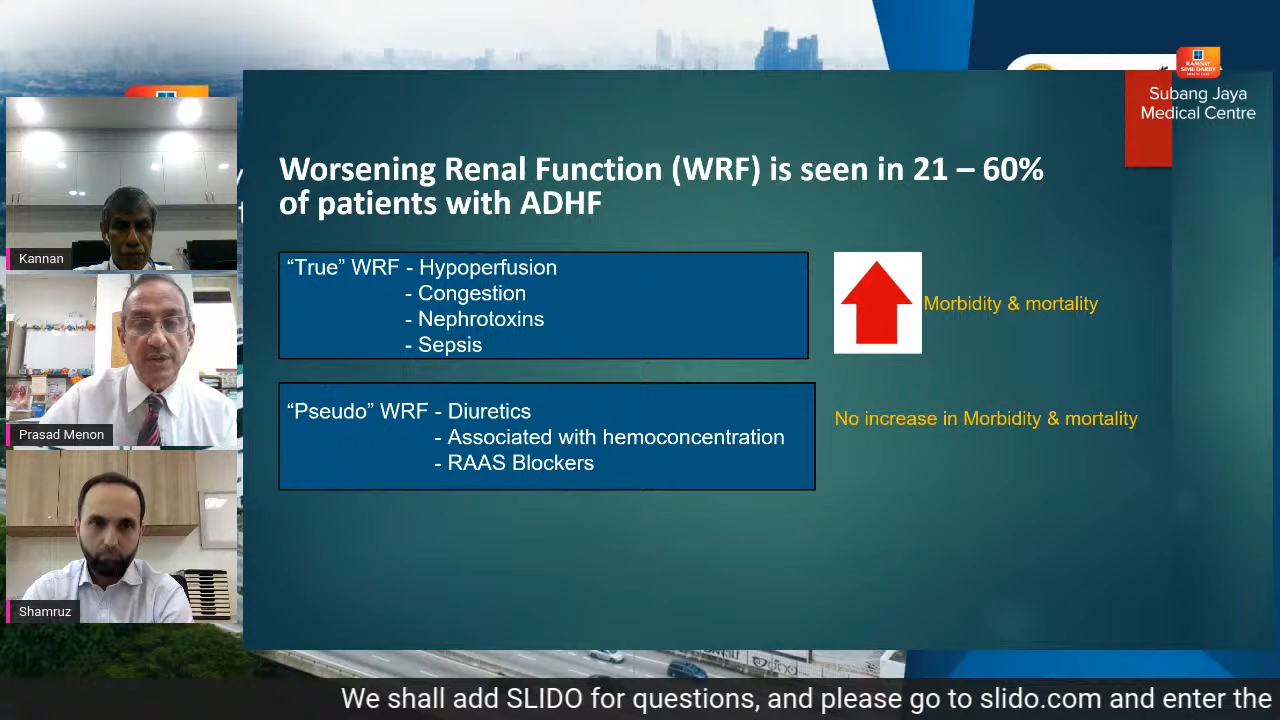 RAMSAY
SIME DARBY
Subang Jaya
Medical Centre
Worsening Renal Function (WRF) is seen in 21 – 60%
of patients with ADHF
“True” WRF - Hypoperfusion
- Congestion
- Nephrotoxins
- Sepsis
Morbidity & mortality
“Pseudo” WRF - Diuretics
- Associated with hemoconcentration
- RAAS Blockers
No increase in Morbidity & mortality
Kannan
Prasad Menon
Shamruz
We shall add SLIDO for questions, and please go to slido.com and enter the